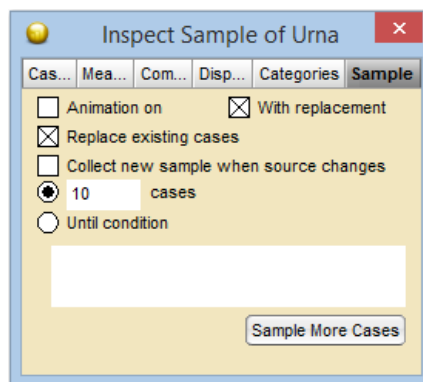 Inspect Sample of Urna
Cas... Mea... Com... Disp... Categories Sample
Animation on With replacement
Replace existing cases
Collect new sample when source changes
10 cases
Until condition
Sample More Cases